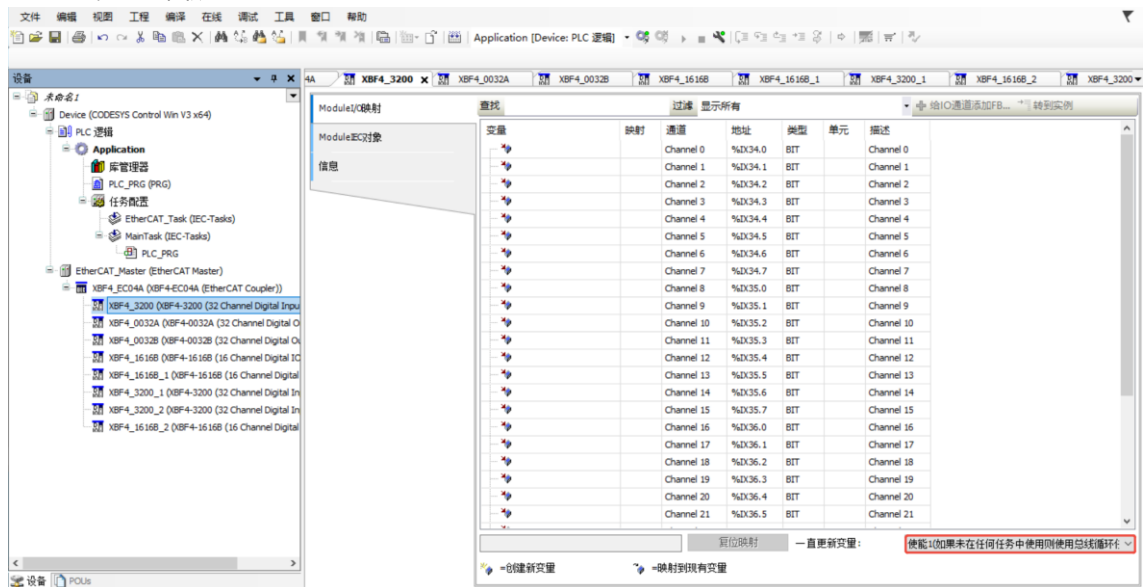 文件 编辑 视图 工程 编译 在线 调试 工具 窗口 帮助
Application [Device: PLC 逻辑]
设备
未命名1
Device (CODESYS Control Win V3 x64)
PLC 逻辑
Application
库管理器
PLC_PRG (PRG)
任务配置
EtherCAT_Task (IEC-Tasks)
MainTask (IEC-Tasks)
PLC_PRG
EtherCAT_Master (EtherCAT Master)
XBF4_EC04A (XBF4-EC04A (EtherCAT Coupler))
XBF4_3200 (XBF4-3200 (32 Channel Digital Inpu
XBF4_0032A (XBF4-0032A (32 Channel Digital O
XBF4_0032B (XBF4-0032B (32 Channel Digital Ou
XBF4_1616B (XBF4-1616B (16 Channel Digital IO
XBF4_1616B_1 (XBF4-1616B (16 Channel Digital
XBF4_3200_1 (XBF4-3200 (32 Channel Digital In
XBF4_3200_2 (XBF4-3200 (32 Channel Digital In
XBF4_1616B_2 (XBF4-1616B (16 Channel Digital
设备 POUs
4A XBF4_3200 XBF4_0032A XBF4_0032B XBF4_1616B XBF4_1616B_1 XBF4_3200_1 XBF4_1616B_2 XBF4_3200
ModuleI/O映射
ModuleIEC对象
信息
查找 过滤 显示所有 给IO通道添加FB... 转到实例
变量 映射 通道 地址 类型 单元 描述
Channel 0 %IX34.0 BIT Channel 0
Channel 1 %IX34.1 BIT Channel 1
Channel 2 %IX34.2 BIT Channel 2
Channel 3 %IX34.3 BIT Channel 3
Channel 4 %IX34.4 BIT Channel 4
Channel 5 %IX34.5 BIT Channel 5
Channel 6 %IX34.6 BIT Channel 6
Channel 7 %IX34.7 BIT Channel 7
Channel 8 %IX35.0 BIT Channel 8
Channel 9 %IX35.1 BIT Channel 9
Channel 10 %IX35.2 BIT Channel 10
Channel 11 %IX35.3 BIT Channel 11
Channel 12 %IX35.4 BIT Channel 12
Channel 13 %IX35.5 BIT Channel 13
Channel 14 %IX35.6 BIT Channel 14
Channel 15 %IX35.7 BIT Channel 15
Channel 16 %IX36.0 BIT Channel 16
Channel 17 %IX36.1 BIT Channel 17
Channel 18 %IX36.2 BIT Channel 18
Channel 19 %IX36.3 BIT Channel 19
Channel 20 %IX36.4 BIT Channel 20
Channel 21 %IX36.5 BIT Channel 21
复位映射 一直更新变量: 使能1(如果未在任何任务中使用则使用总线循环任
=创建新变量 =映射到现有变量